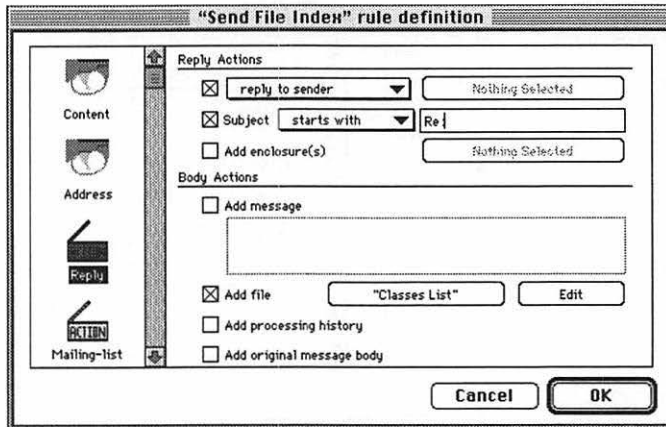 “Send File Index” rule definition
Content
Address
Reply
ACTION
Mailing-list
Reply Actions
reply to sender
Nothing Selected
Subject starts with Re:
Add enclosure(s)
Nothing Selected
Body Actions
Add message
Add file "Classes List" Edit
Add processing history
Add original message body
Cancel OK